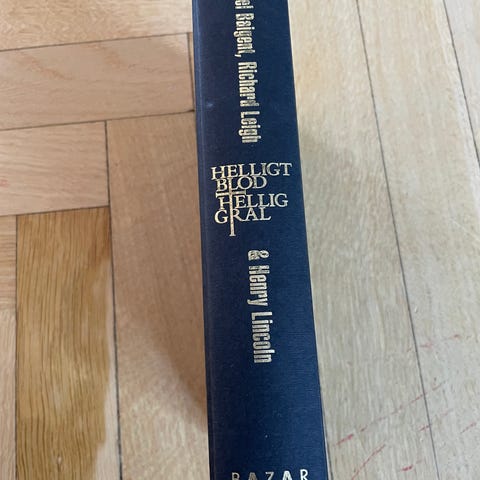 Baigent, Richard Leigh
HELLIGT
BLOD
HELLIG
GRAL
& Henry Lincoln
BAZAR